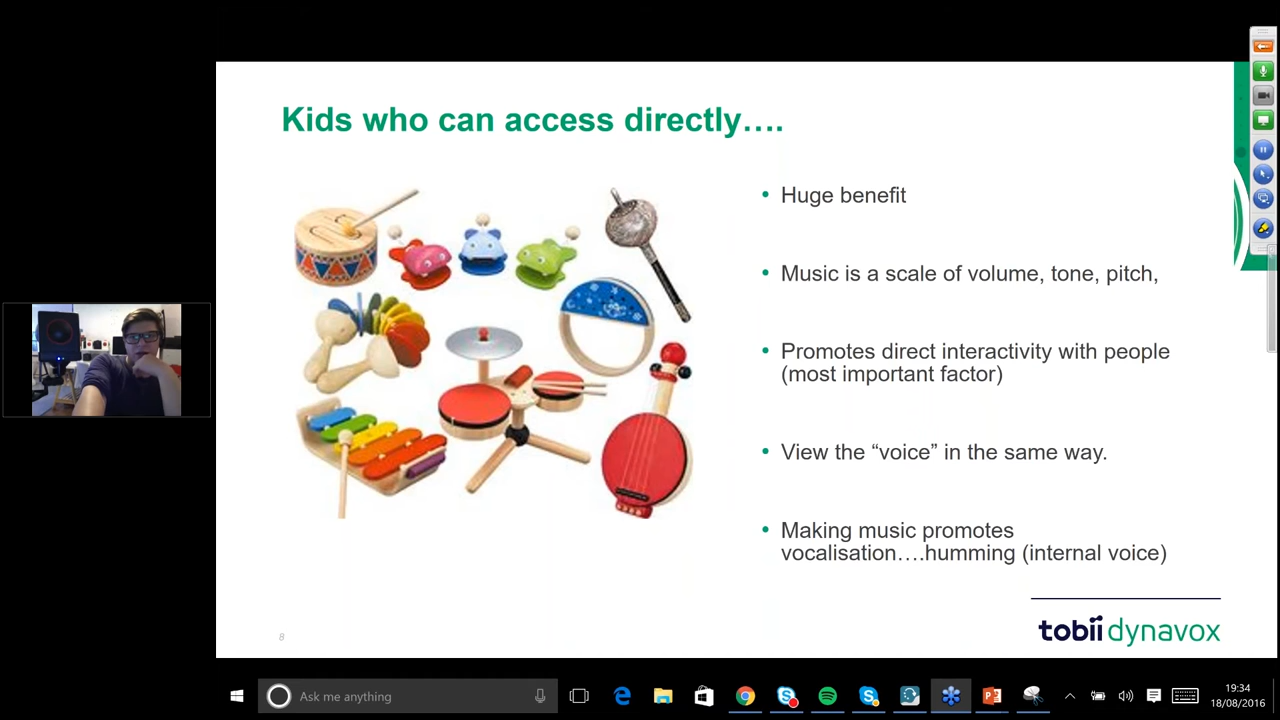 Kids who can access directly….
• Huge benefit
• Music is a scale of volume, tone, pitch,
• Promotes direct interactivity with people
(most important factor)
• View the “voice” in the same way.
• Making music promotes
vocalisation….humming (internal voice)
8
tobii dynavox
Ask me anything
19:34
18/08/2016